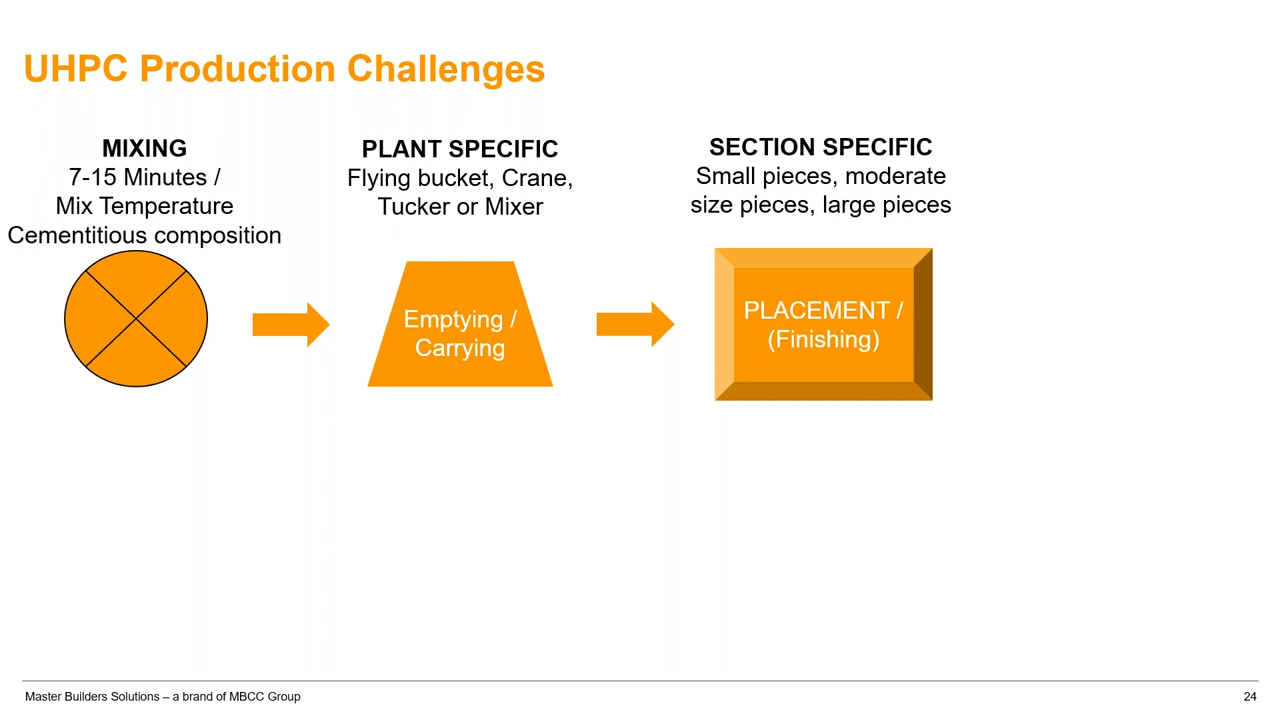 UHPC Production Challenges
MIXING
7-15 Minutes /
Mix Temperature
Cementitious composition
PLANT SPECIFIC
Flying bucket, Crane,
Tucker or Mixer
Emptying /
Carrying
SECTION SPECIFIC
Small pieces, moderate
size pieces, large pieces
PLACEMENT /
(Finishing)
Master Builders Solutions – a brand of MBCC Group
24